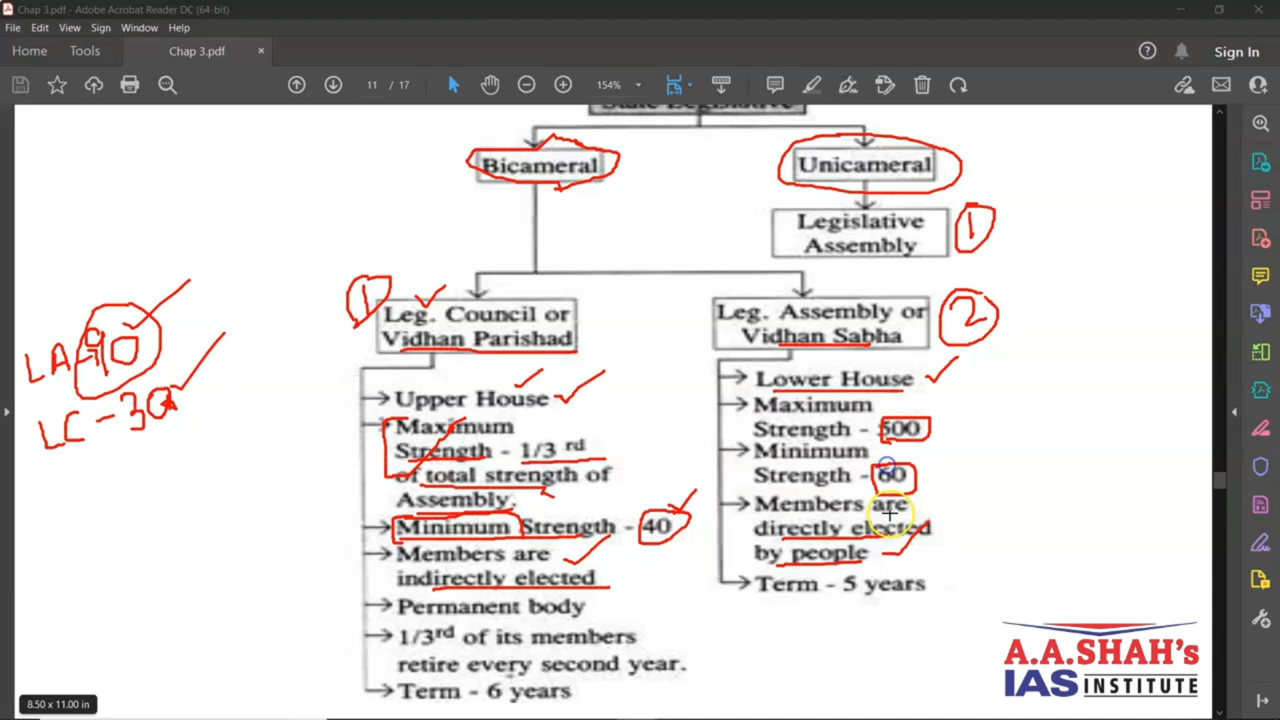 Chap 3.pdf - Adobe Acrobat Reader DC (64-bit)
File Edit View Sign Window Help
Home Tools Chap 3.pdf × Sign In
11 / 17 154%
State Legislative
Bicameral Unicameral
Legislative
Assembly
1
1
Leg. Council or
Vidhan Parishad
Leg. Assembly or
Vidhan Sabha
2
LA-90
LC-30
Upper House
Maximum
Strength - 1/3 rd
of total strength of
Assembly.
Minimum Strength - 40
Members are
indirectly elected
Permanent body
1/3rd of its members
retire every second year.
Term - 6 years
Lower House
Maximum
Strength - 500
Minimum
Strength - 60
Members are
directly elected
by people
Term - 5 years
A.A.SHAH's
IAS INSTITUTE
8.50 x 11.00 in